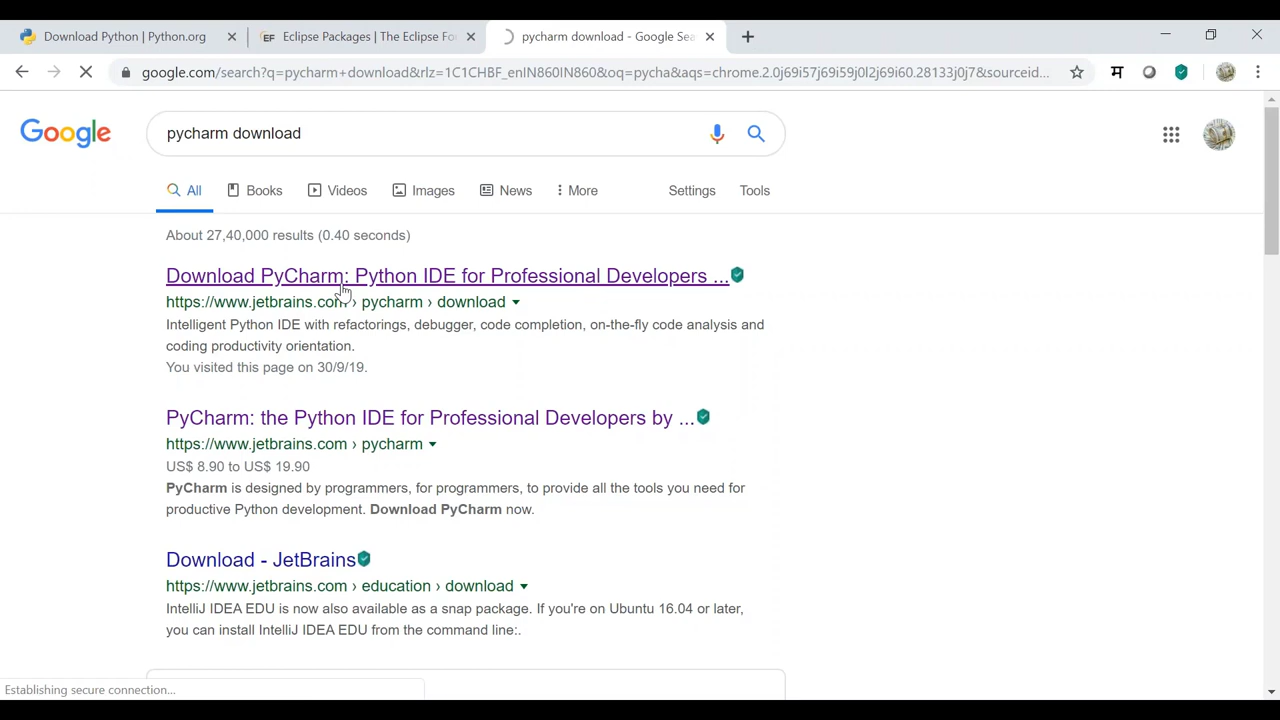 Download Python | Python.org
Eclipse Packages | The Eclipse Fo
pycharm download - Google Sea
google.com/search?q=pycharm+download&rlz=1C1CHBF_enIN860IN860&oq=pycha&aqs=chrome.2.0j69i57j69i59j0l2j69i60.28133j0j7&sourceid...
म
Google
pycharm download
All
Books
Videos
Images
News
More
Settings
Tools
About 27,40,000 results (0.40 seconds)
Download PyCharm: Python IDE for Professional Developers ...
https://www.jetbrains.com › pycharm › download
Intelligent Python IDE with refactorings, debugger, code completion, on-the-fly code analysis and
coding productivity orientation.
You visited this page on 30/9/19.
PyCharm: the Python IDE for Professional Developers by ...
https://www.jetbrains.com › pycharm
US$ 8.90 to US$ 19.90
PyCharm is designed by programmers, for programmers, to provide all the tools you need for
productive Python development. Download PyCharm now.
Download - JetBrains
https://www.jetbrains.com › education › download
IntelliJ IDEA EDU is now also available as a snap package. If you're on Ubuntu 16.04 or later,
you can install IntelliJ IDEA EDU from the command line:.
Establishing secure connection...